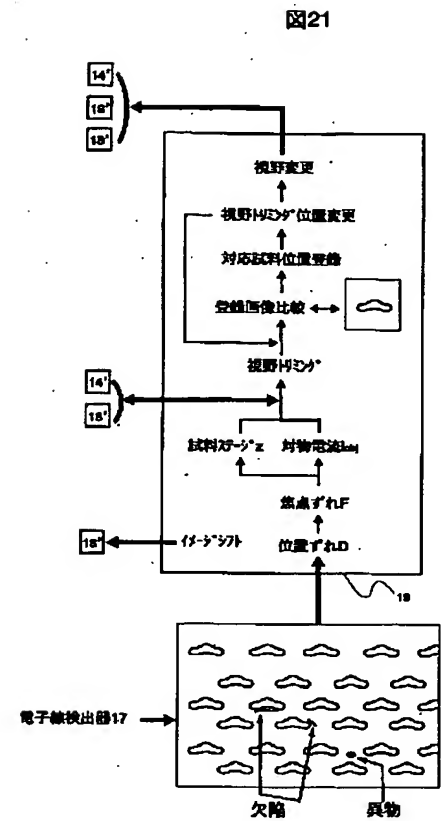 図21
14'
18'
視野変更
視野トリミング位置変更
対応試料位置登録
登録画像比較
視野トリミング
14'
18'
試料ステージz 対物電流Iobj
焦点ずれF
18'
イメージシフト
位置ずれD
19
電子線検出器17
欠陥
異物